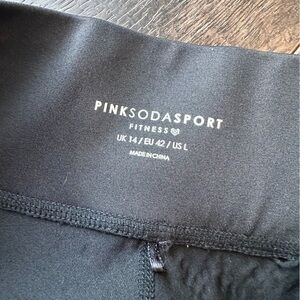 PINKSODASPORT
FITNESS
UK 14 / EU 42 / US L
MADE IN CHINA